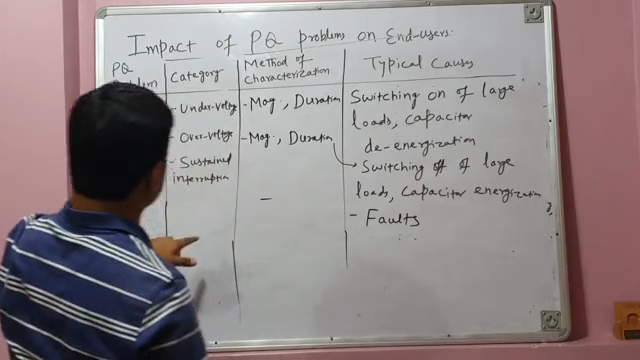 Impact of PQ problems on End-users:
PQ Category Method of Characterization Typical Causes
- Under-voltage - Mag., Duration Switching on of large loads, capacitor de-energization
- Over-voltage - Mag., Duration Switching off of large loads, capacitor energization
- Sustained interruption - - Faults